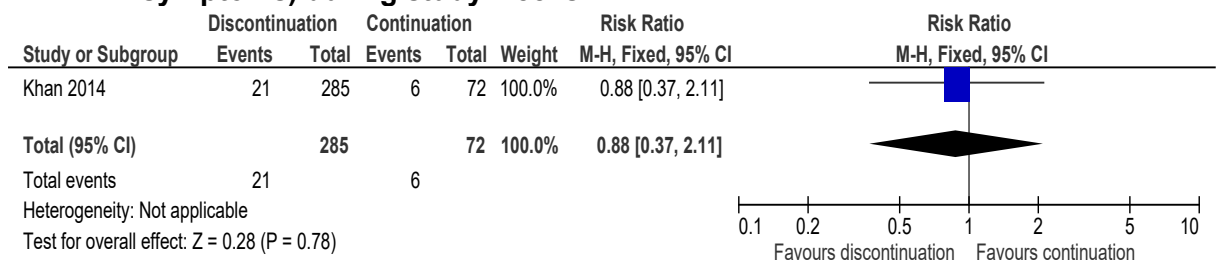 Discontinuation Continuation Risk Ratio Risk Ratio
Study or Subgroup Events Total Events Total Weight M-H, Fixed, 95% CI M-H, Fixed, 95% CI
Khan 2014 21 285 6 72 100.0% 0.88 [0.37, 2.11]
Total (95% CI) 285 72 100.0% 0.88 [0.37, 2.11]
Total events 21 6
Heterogeneity: Not applicable
Test for overall effect: Z = 0.28 (P = 0.78)
0.1 0.2 0.5 1 2 5 10
Favours discontinuation Favours continuation